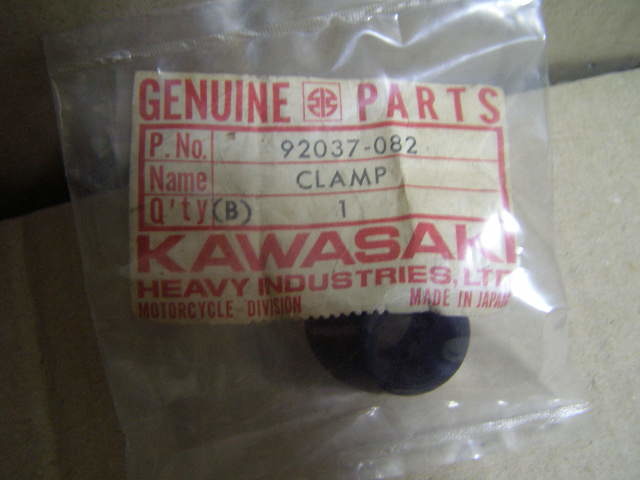 GENUINE PARTS
P.No. 92037-082
Name CLAMP
Q'ty(B) 1
KAWASAKI
HEAVY INDUSTRIES, LTD
MOTORCYCLE-DIVISION MADE IN JAPAN